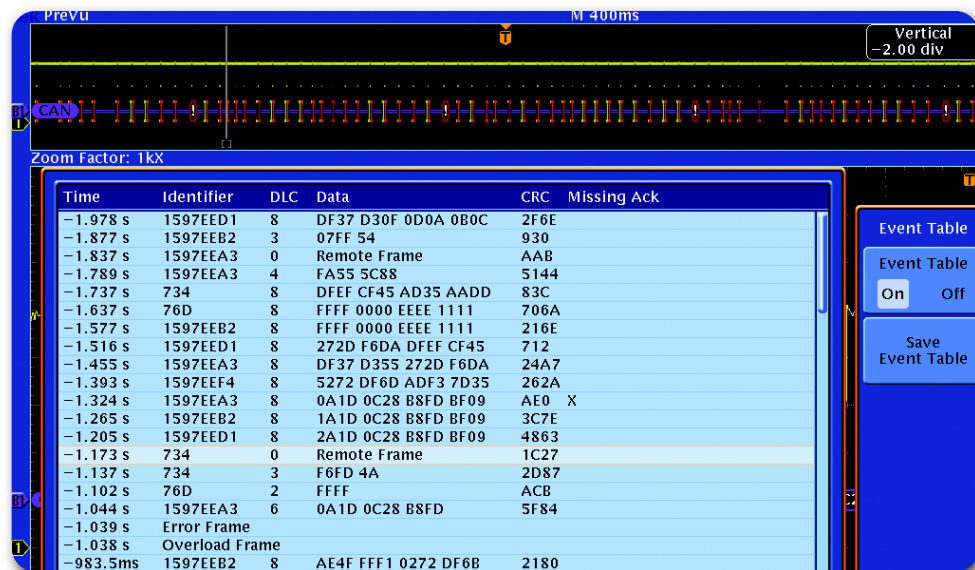 PreVu M 400ms
T
Vertical
−2.00 div
B1 CAN ! ! ! !
1
[]
Zoom Factor: 1kX
T
Time Identifier DLC Data CRC Missing Ack
−1.978 s 1597EED1 8 DF37 D30F 0D0A 0B0C 2F6E
−1.877 s 1597EEB2 3 07FF 54 930
−1.837 s 1597EEA3 0 Remote Frame AAB
−1.789 s 1597EEA3 4 FA55 5C88 5144
−1.737 s 734 8 DFEF CF45 AD35 AADD 83C
−1.637 s 76D 8 FFFF 0000 EEEE 1111 706A
−1.577 s 1597EEB2 8 FFFF 0000 EEEE 1111 216E
−1.516 s 1597EED1 8 272D F6DA DFEF CF45 712
−1.455 s 1597EEA3 8 DF37 D355 272D F6DA 24A7
−1.393 s 1597EEF4 8 5272 DF6D ADF3 7D35 262A
−1.324 s 1597EEA3 8 0A1D 0C28 B8FD BF09 AE0 X
−1.265 s 1597EEB2 8 1A1D 0C28 B8FD BF09 3C7E
−1.205 s 1597EED1 8 2A1D 0C28 B8FD BF09 4863
−1.173 s 734 0 Remote Frame 1C27
−1.137 s 734 3 F6FD 4A 2D87
−1.102 s 76D 2 FFFF ACB
−1.044 s 1597EEA3 6 0A1D 0C28 B8FD 5F84
−1.039 s Error Frame
−1.038 s Overload Frame
−983.5ms 1597EEB2 8 AE4F FFF1 0272 DF6B 2180
Event Table
Event Table
On Off
Save
Event Table
B1
1